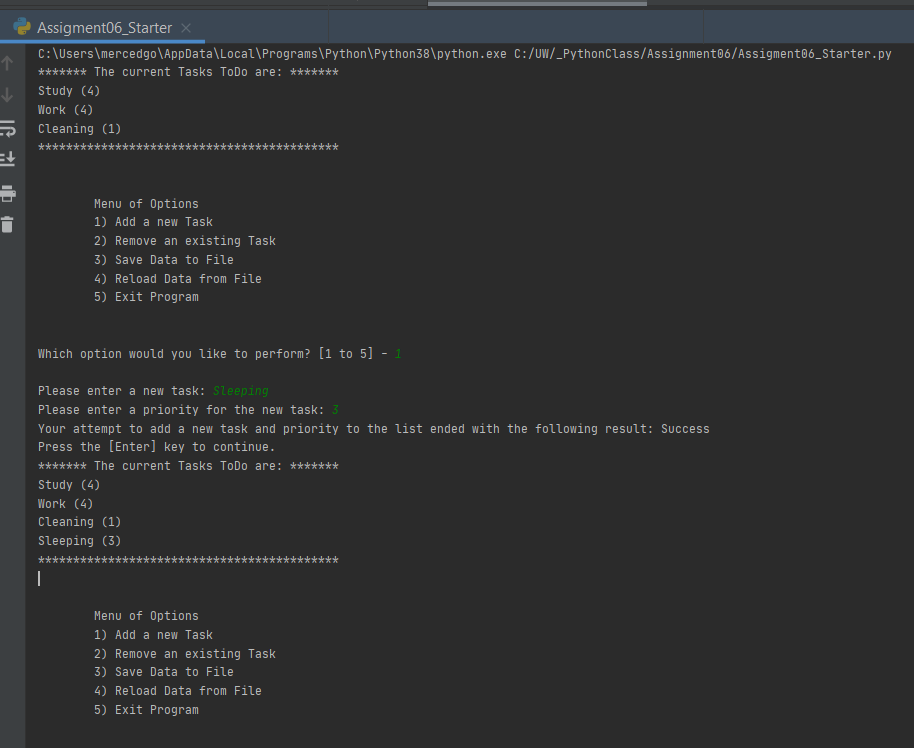 Assigment06_Starter
C:\Users\mercedgo\AppData\Local\Programs\Python\Python38\python.exe C:/UW/_PythonClass/Assignment06/Assigment06_Starter.py
******* The current Tasks ToDo are: *******
Study (4)
Work (4)
Cleaning (1)
*******************************************
Menu of Options
1) Add a new Task
2) Remove an existing Task
3) Save Data to File
4) Reload Data from File
5) Exit Program
Which option would you like to perform? [1 to 5] - 1
Please enter a new task: Sleeping
Please enter a priority for the new task: 3
Your attempt to add a new task and priority to the list ended with the following result: Success
Press the [Enter] key to continue.
******* The current Tasks ToDo are: *******
Study (4)
Work (4)
Cleaning (1)
Sleeping (3)
*******************************************
Menu of Options
1) Add a new Task
2) Remove an existing Task
3) Save Data to File
4) Reload Data from File
5) Exit Program